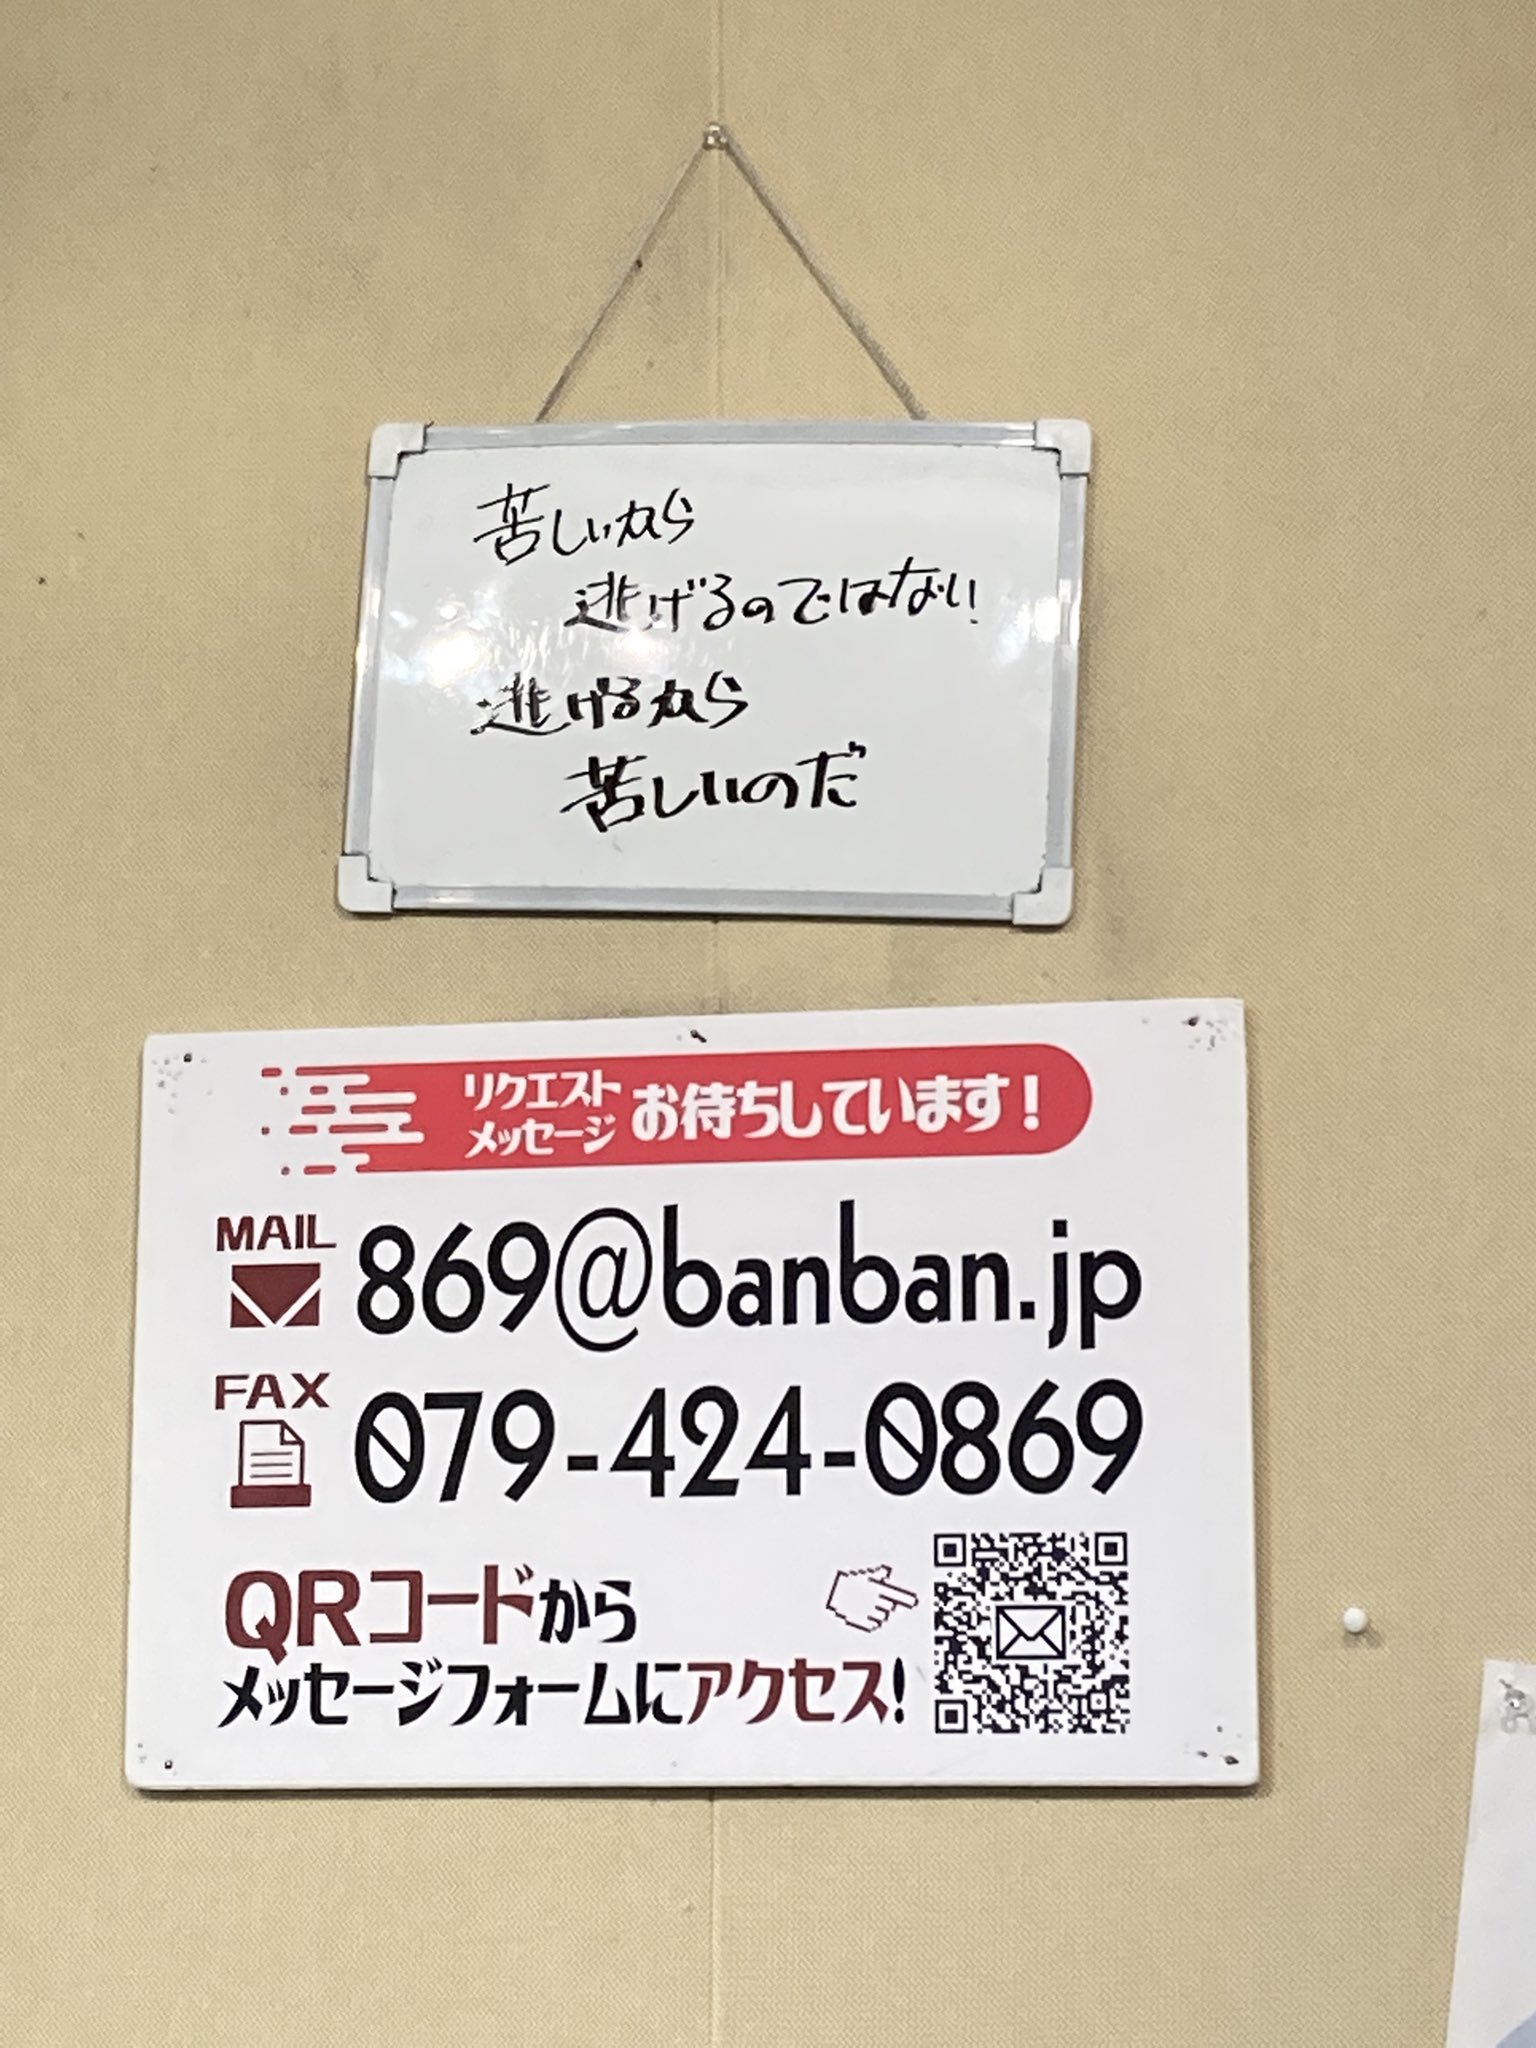 苦しいから
逃げるのではない!
逃げるから
苦しいのだ
リクエスト
メッセージ
お待ちしています!
MAIL
869@banban.jp
FAX
079-424-0869
QRコードから
メッセージフォームにアクセス!